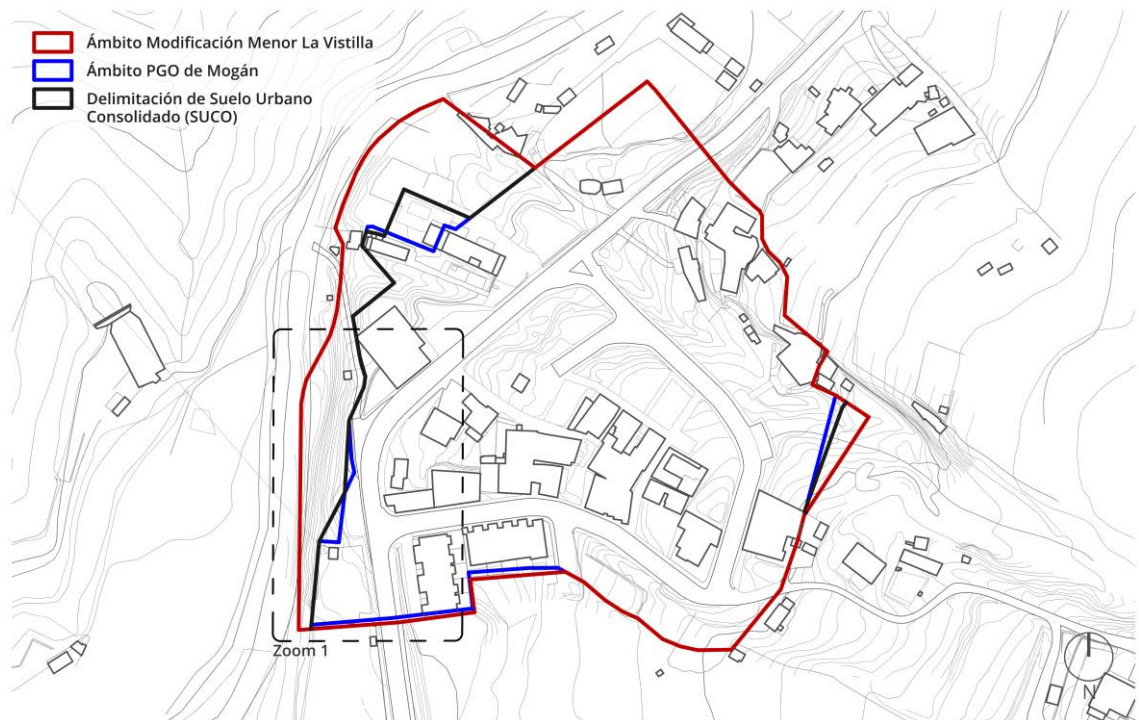 Ámbito Modificación Menor La Vistilla
Ámbito PGO de Mogán
Delimitación de Suelo Urbano
Consolidado (SUCO)
Zoom 1
N